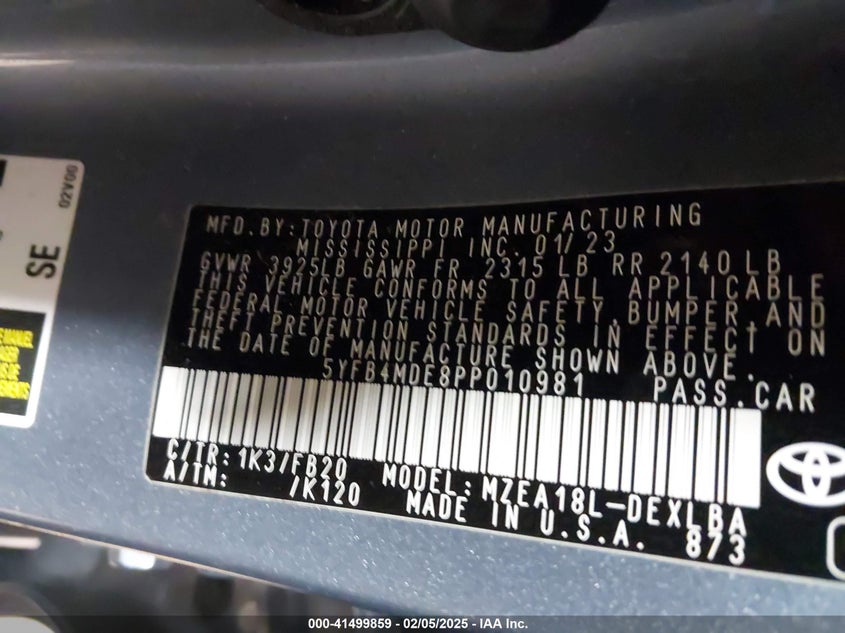 02V00
SE
MFD.BY:TOYOTA MOTOR MANUFACTURING
MISSISSIPPI INC. 01/23
GVWR 3925LB GAWR FR 2315 LB RR 2140 LB
THIS VEHICLE CONFORMS TO ALL APPLICABLE
FEDERAL MOTOR VEHICLE SAFETY,BUMPER,AND
THEFT PREVENTION STANDARDS IN EFFECT ON
THE DATE OF MANUFACTURE SHOWN ABOVE.
5YFB4MDE8PP010981 PASS.CAR
C/TR: 1K3/FB20
A/TM: /K120
MODEL:MZEA18L-DEXLBA
MADE IN U.S.A. 873
000-41499859 — 02/05/2025 — IAA Inc.